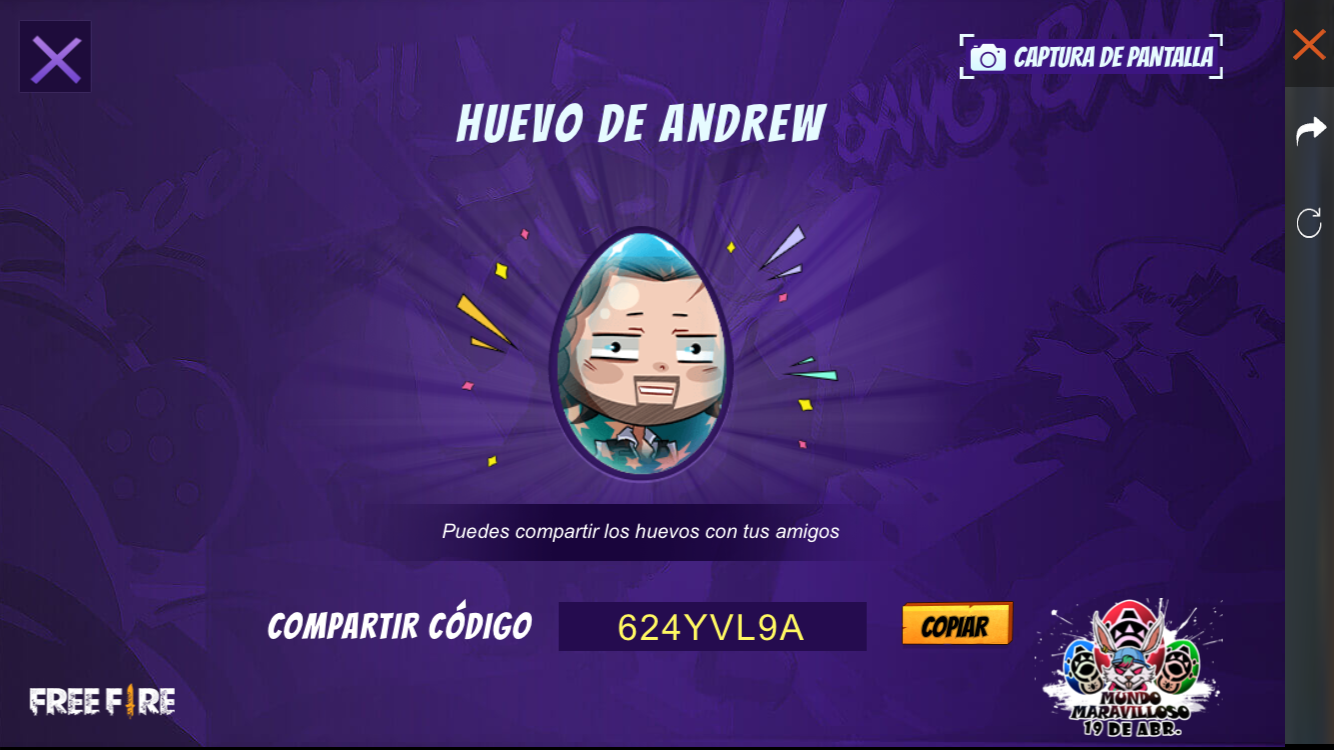 CAPTURA DE PANTALLA
HUEVO DE ANDREW
Puedes compartir los huevos con tus amigos
COMPARTIR CÓDIGO
624YVL9A
COPIAR
FREE FIRE
MUNDO
MARAVILLOSO
19 DE ABR.